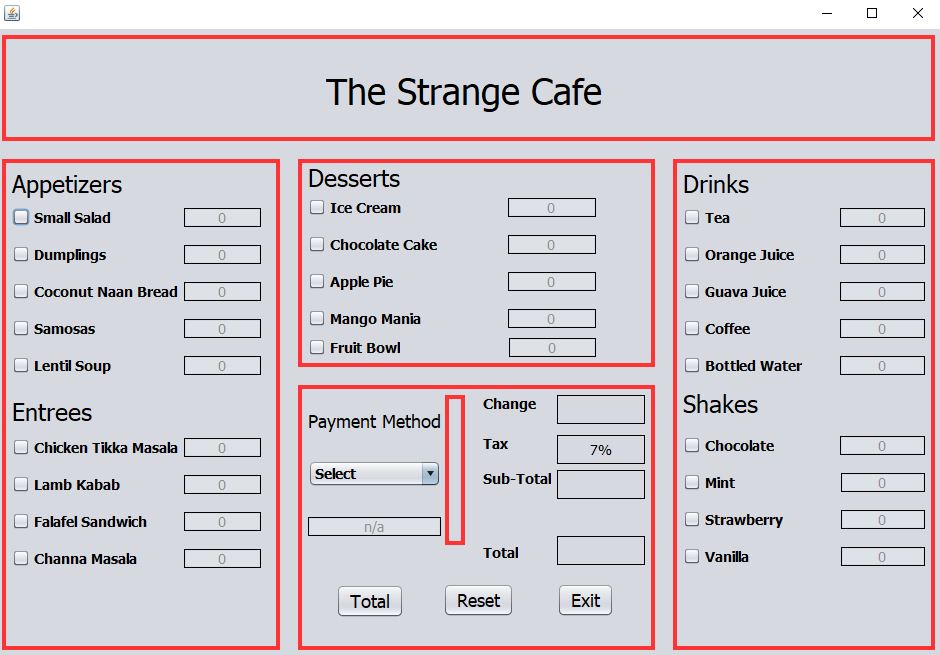 The Strange Cafe
Appetizers
Small Salad 0
Dumplings 0
Coconut Naan Bread 0
Samosas 0
Lentil Soup 0
Entrees
Chicken Tikka Masala 0
Lamb Kabab 0
Falafel Sandwich 0
Channa Masala 0
Desserts
Ice Cream 0
Chocolate Cake 0
Apple Pie 0
Mango Mania 0
Fruit Bowl 0
Payment Method
Select
n/a
Change
Tax 7%
Sub-Total
Total
Total Reset Exit
Drinks
Tea 0
Orange Juice 0
Guava Juice 0
Coffee 0
Bottled Water 0
Shakes
Chocolate 0
Mint 0
Strawberry 0
Vanilla 0